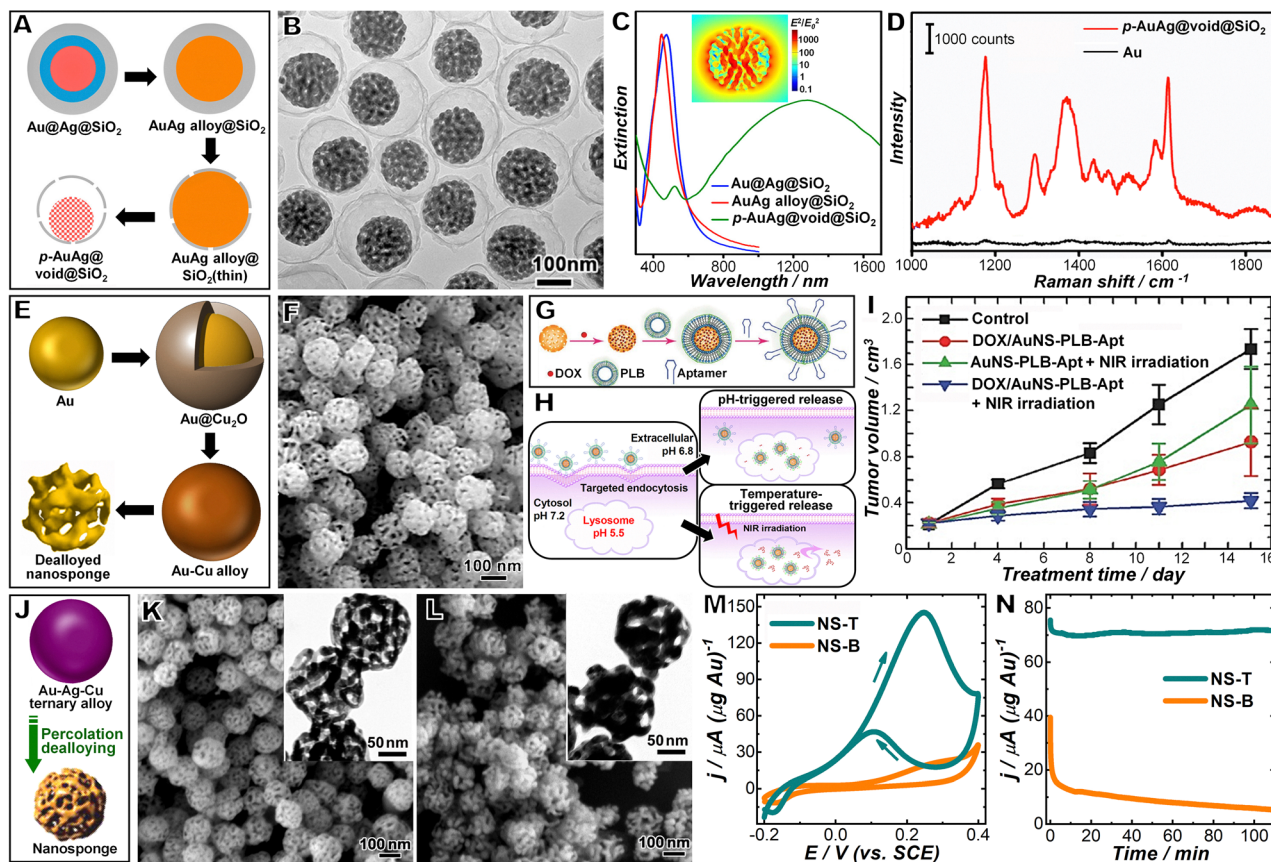 A
Au@Ag@SiO2
AuAg alloy@SiO2
p-AuAg@
void@SiO2
AuAg alloy@
SiO2(thin)
B
100nm
C
E²/E₀²
1000
100
10
1
0.1
Extinction
Au@Ag@SiO2
AuAg alloy@SiO2
p-AuAg@void@SiO2
400 800 1200 1600
Wavelength / nm
D
1000 counts
p-AuAg@void@SiO2
Au
Intensity
1000 1200 1400 1600 1800
Raman shift / cm⁻¹
E
Au
Au@Cu2O
Dealloyed
nanosponge
Au-Cu alloy
F
100 nm
G
DOX
PLB
Aptamer
H
Extracellular
pH 6.8
Targeted endocytosis
Cytosol
pH 7.2
Lysosome
pH 5.5
pH-triggered release
Temperature-
triggered release
NIR irradiation
I
Control
DOX/AuNS-PLB-Apt
AuNS-PLB-Apt + NIR irradiation
DOX/AuNS-PLB-Apt
+ NIR irradiation
Tumor volume / cm³
2.0
1.6
1.2
0.8
0.4
0.0
0 2 4 6 8 10 12 14 16
Treatment time / day
J
Au-Ag-Cu
ternary alloy
Percolation
dealloying
Nanosponge
K
50 nm
100 nm
L
50 nm
100 nm
M
NS-T
NS-B
j / μA (μg Au)⁻¹
150
120
90
60
30
0
-0.2 0.0 0.2 0.4
E / V (vs. SCE)
N
NS-T
NS-B
j / μA (μg Au)⁻¹
80
60
40
20
0
0 50 100
Time / min